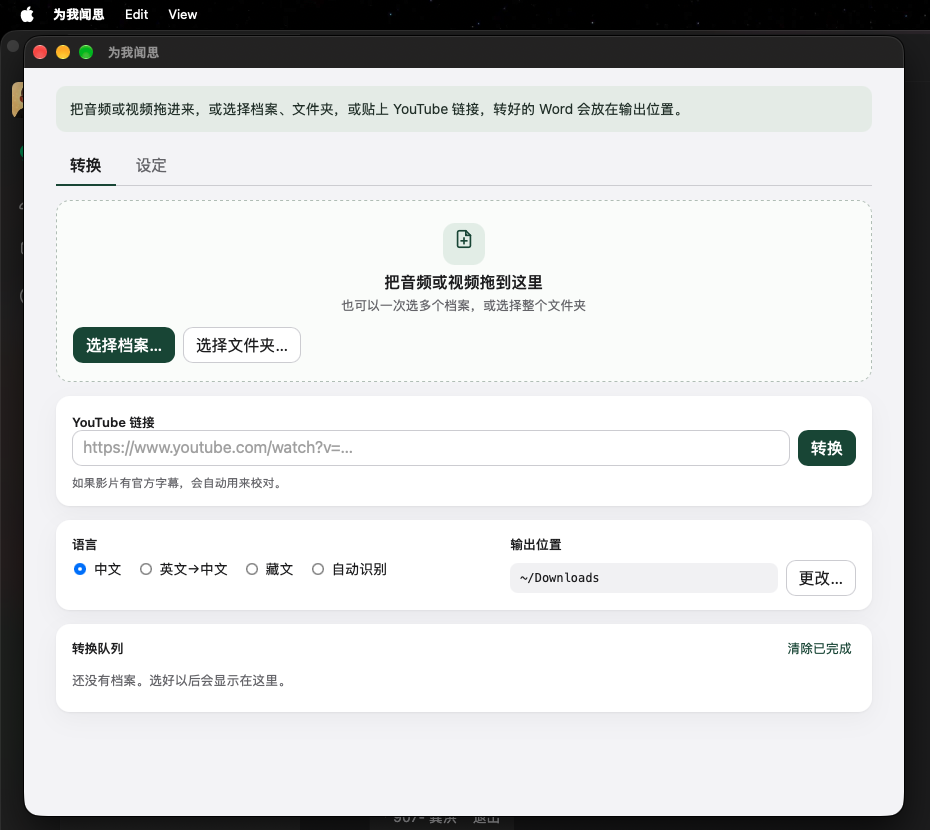 为我闻思 Edit View
为我闻思
把音频或视频拖进来，或选择档案、文件夹，或贴上 YouTube 链接，转好的 Word 会放在输出位置。
转换 设定
把音频或视频拖到这里
也可以一次选多个档案，或选择整个文件夹
选择档案... 选择文件夹...
YouTube 链接
https://www.youtube.com/watch?v=... 转换
如果影片有官方字幕，会自动用来校对。
语言 输出位置
中文 英文→中文 藏文 自动识别
~/Downloads 更改...
转换队列 清除已完成
还没有档案。选好以后会显示在这里。